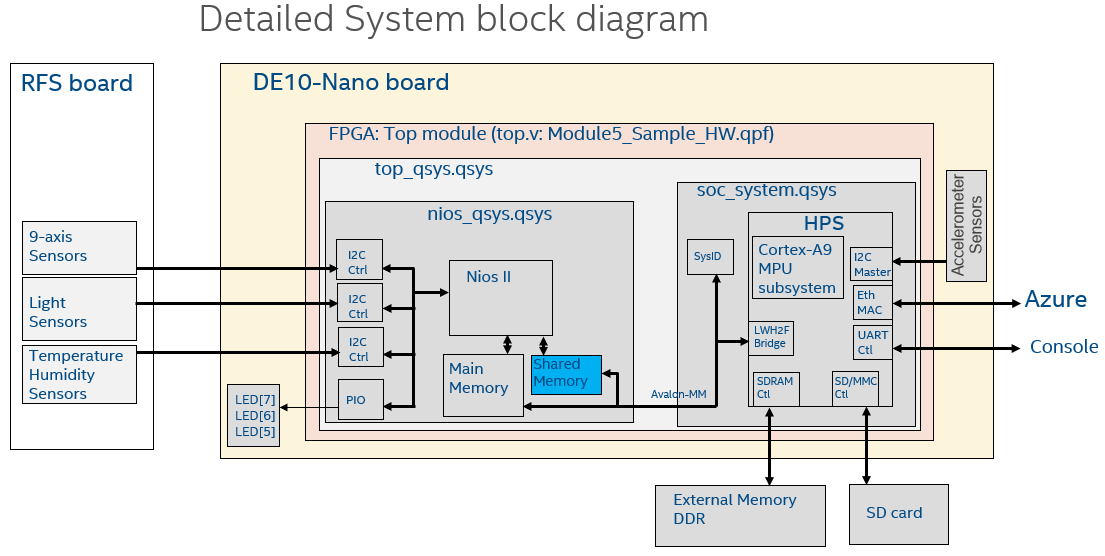 Detailed System block diagram
RFS board
DE10-Nano board
FPGA: Top module (top.v: Module5_Sample_HW.qpf)
top_qsys.qsys
soc_system.qsys
nios_qsys.qsys
HPS
9-axis
Sensors
Light
Sensors
Temperature
Humidity
Sensors
I2C
Ctrl
I2C
Ctrl
I2C
Ctrl
PIO
LED[7]
LED[6]
LED[5]
Nios II
Main
Memory
Shared
Memory
Avalon-MM
SysID
Cortex-A9
MPU
subsystem
I2C
Master
Eth
MAC
UART
Ctl
LWH2F
Bridge
SDRAM
Ctl
SD/MMC
Ctl
Accelerometer
Sensors
Azure
Console
External Memory
DDR
SD card